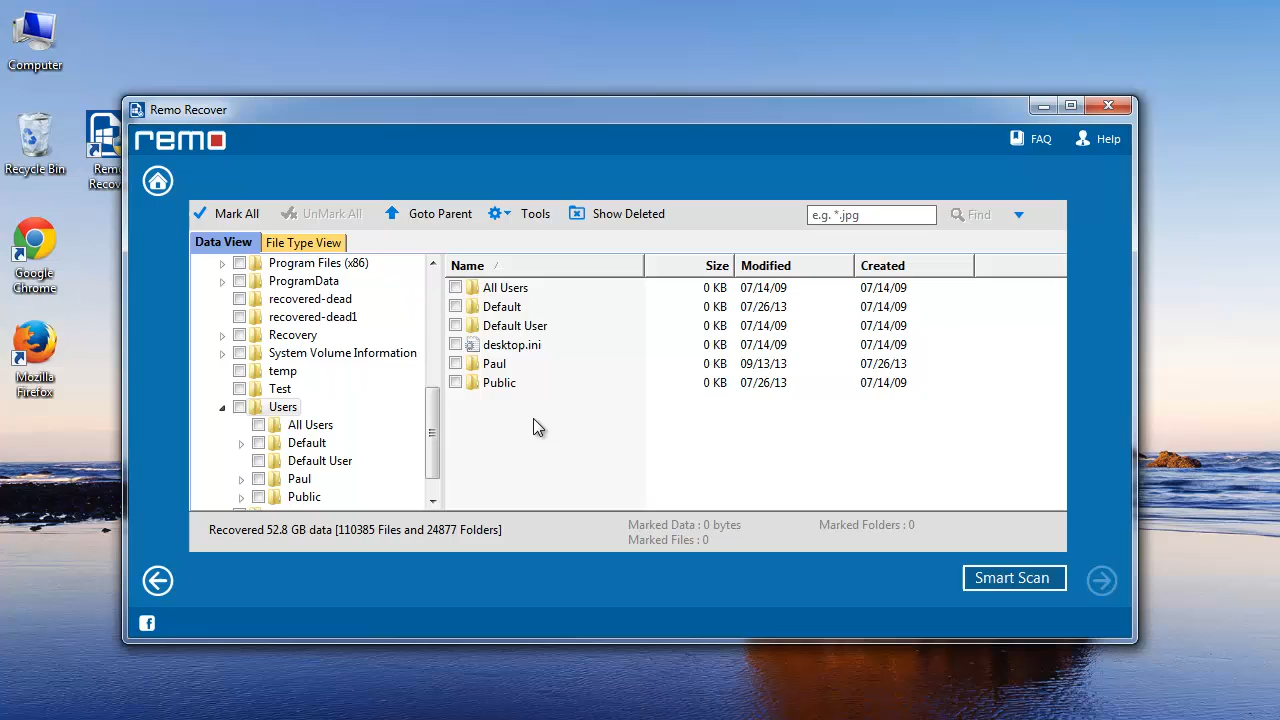 Computer
Recycle Bin
Remo
Recov
Google
Chrome
Mozilla
Firefox
Remo Recover
remo
FAQ
Help
Mark All
UnMark All
Goto Parent
Tools
Show Deleted
e.g. *.jpg
Find
Data View
File Type View
Program Files (x86)
ProgramData
recovered-dead
recovered-dead1
Recovery
System Volume Information
temp
Test
Users
All Users
Default
Default User
Paul
Public
Name Size Modified Created
All Users 0 KB 07/14/09 07/14/09
Default 0 KB 07/26/13 07/14/09
Default User 0 KB 07/14/09 07/14/09
desktop.ini 0 KB 07/14/09 07/14/09
Paul 0 KB 09/13/13 07/26/13
Public 0 KB 07/26/13 07/14/09
Recovered 52.8 GB data [110385 Files and 24877 Folders]
Marked Data : 0 bytes
Marked Folders : 0
Marked Files : 0
Smart Scan
f